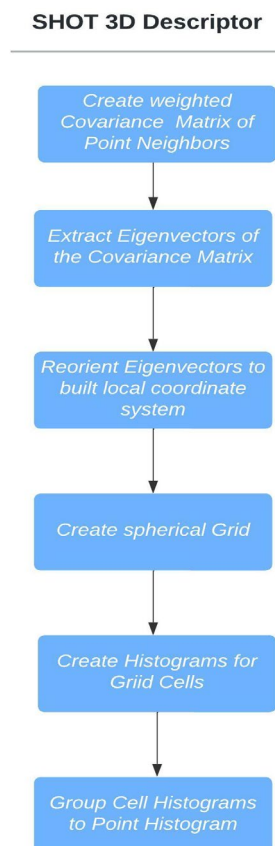 SHOT 3D Descriptor
Create weighted
Covariance Matrix of
Point Neighbors
Extract Eigenvectors of
the Covariance Matrix
Reorient Eigenvectors to
built local coordinate
system
Create spherical Grid
Create Histograms for
Griid Cells
Group Cell Histograms
to Point Histogram